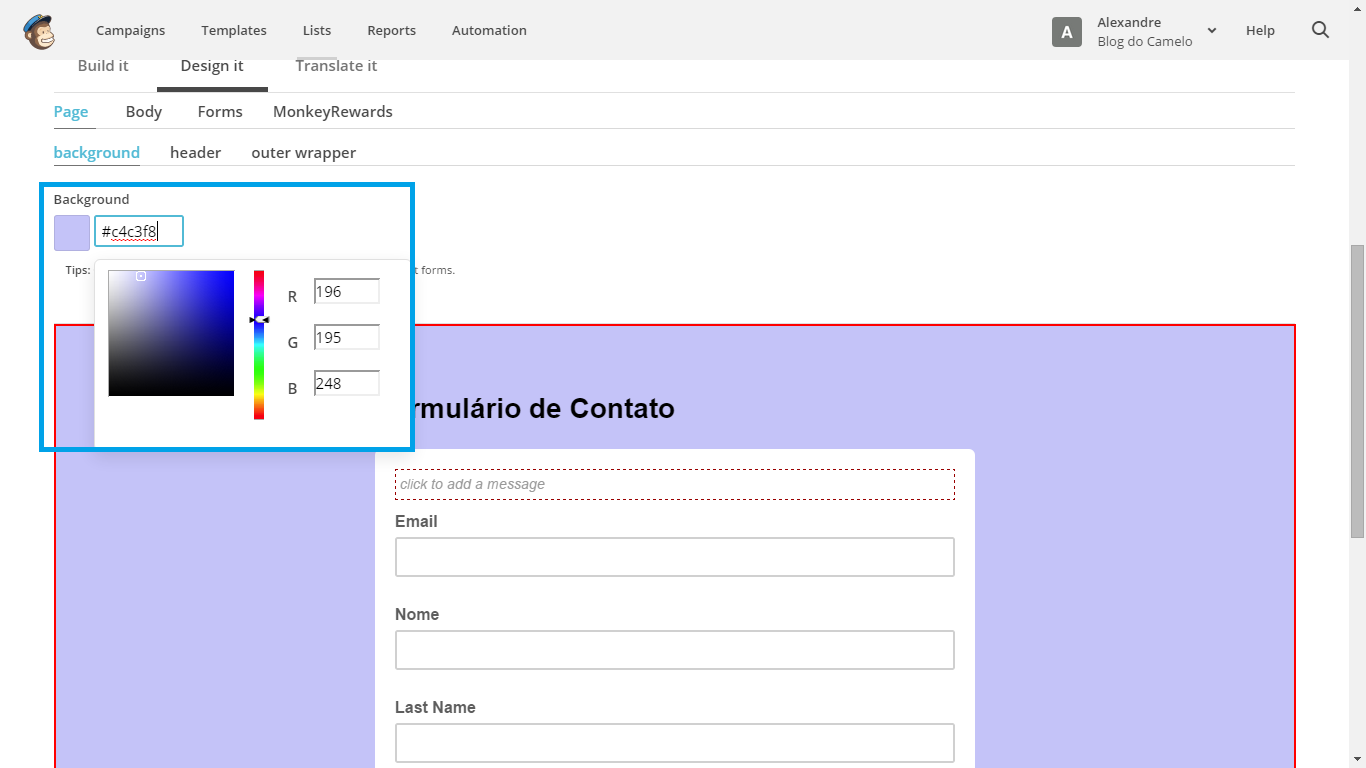 Campaigns Templates Lists Reports Automation A Alexandre Help
Blog do Camelo
Build it Design it Translate it
Page Body Forms MonkeyRewards
background header outer wrapper
Background
#c4c3f8
Tips: t forms.
R 196
G 195
B 248
rmulário de Contato
click to add a message
Email
Nome
Last Name